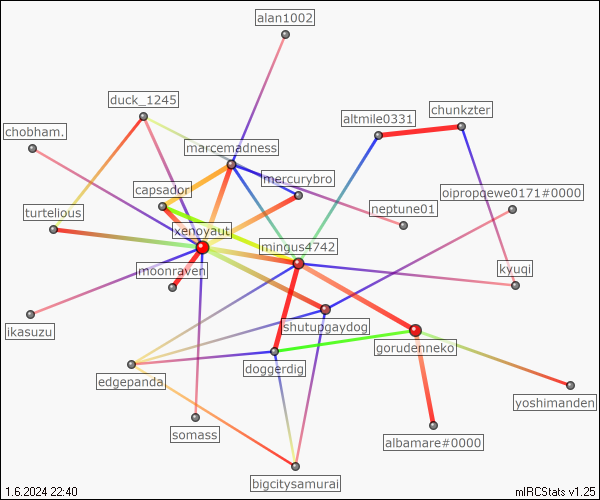 alan1002
duck_1245
chunkzter
altmile0331
chobham.
marcemadness
mercurybro
capsador
oipropqewe0171#0000
turtelious
neptune01
xenoyaut
mingus4742
moonraven
kyuqi
ikasuzu
shutupgaydog
gorudenneko
doggerdig
edgepanda
yoshimanden
somass
albamare#0000
bigcitysamurai
1.6.2024 22:40
mIRCStats v1.25